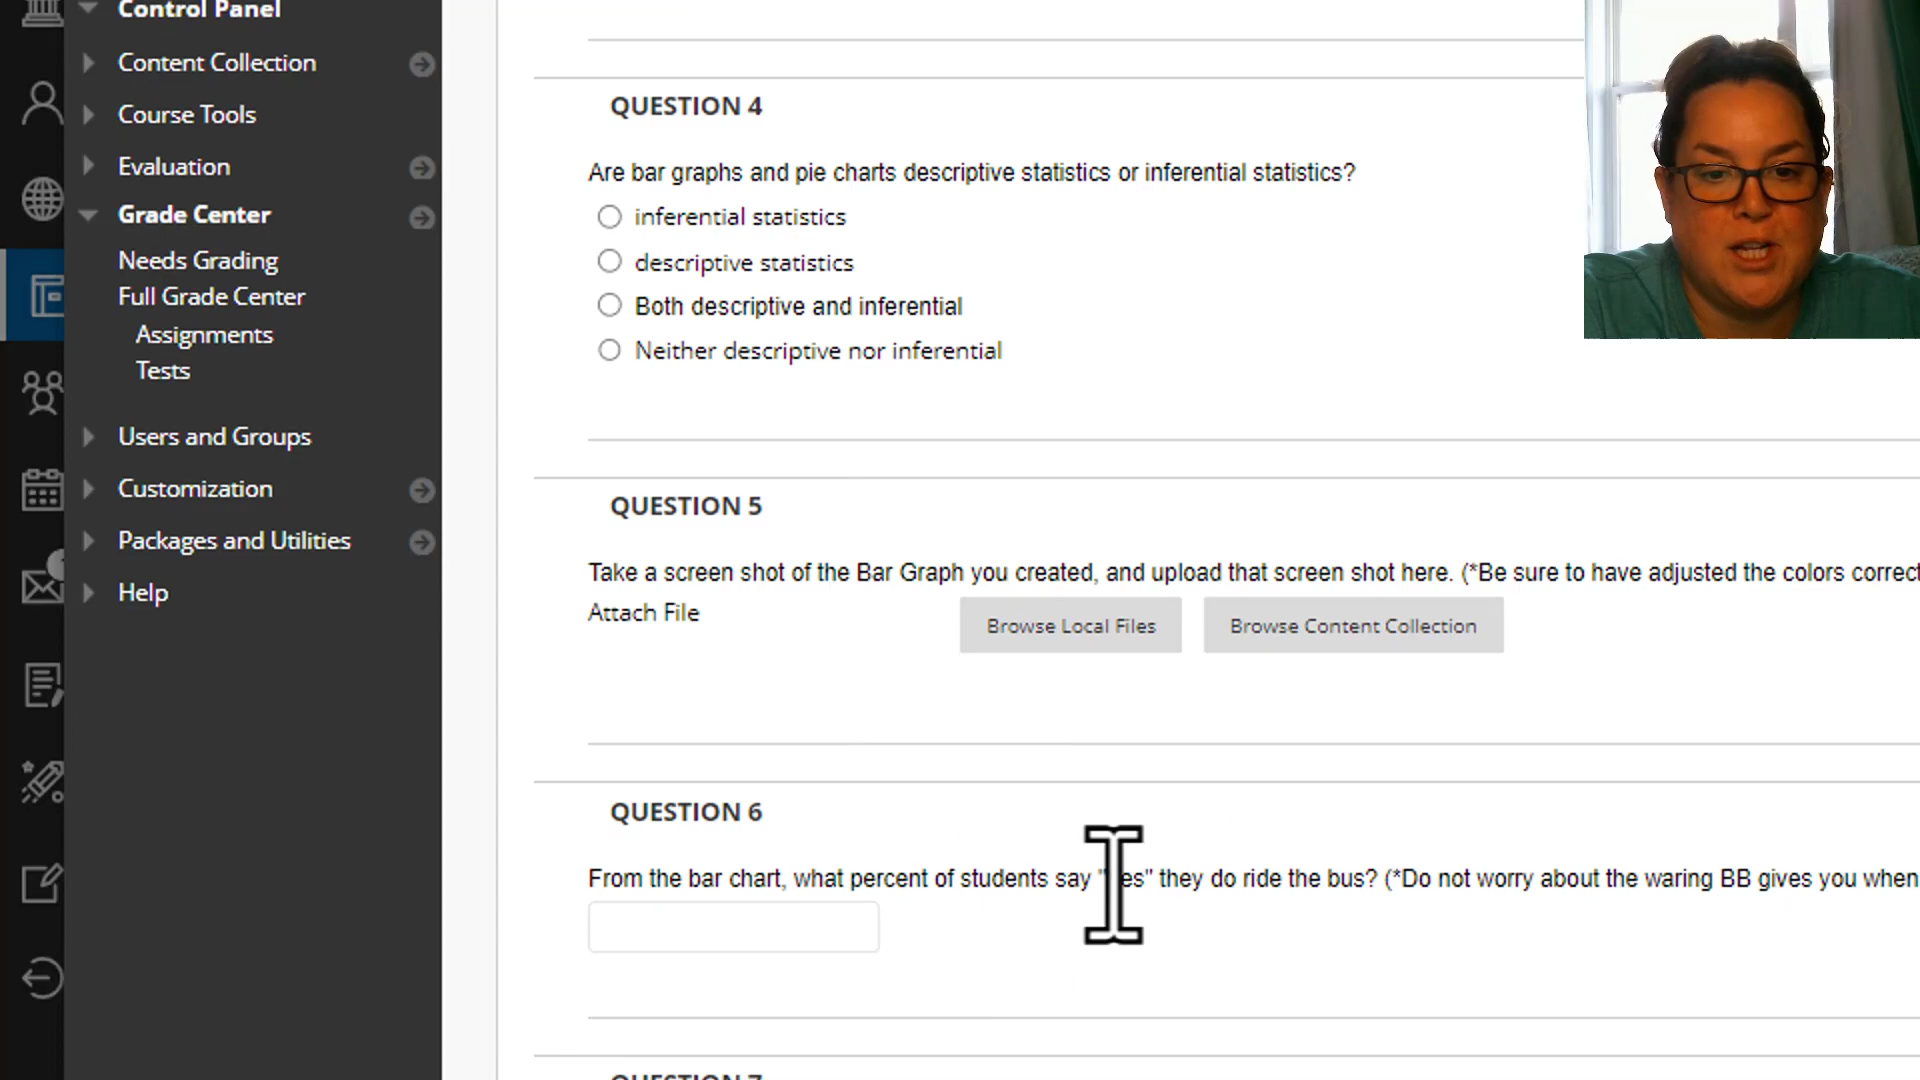 Control Panel
Content Collection
Course Tools
Evaluation
Grade Center
Needs Grading
Full Grade Center
Assignments
Tests
Users and Groups
Customization
Packages and Utilities
Help
QUESTION 4
Are bar graphs and pie charts descriptive statistics or inferential statistics?
inferential statistics
descriptive statistics
Both descriptive and inferential
Neither descriptive nor inferential
QUESTION 5
Take a screen shot of the Bar Graph you created, and upload that screen shot here. (*Be sure to have adjusted the colors correct
Attach File
Browse Local Files
Browse Content Collection
QUESTION 6
From the bar chart, what percent of students say "Yes" they do ride the bus? (*Do not worry about the waring BB gives you when
QUESTION 7